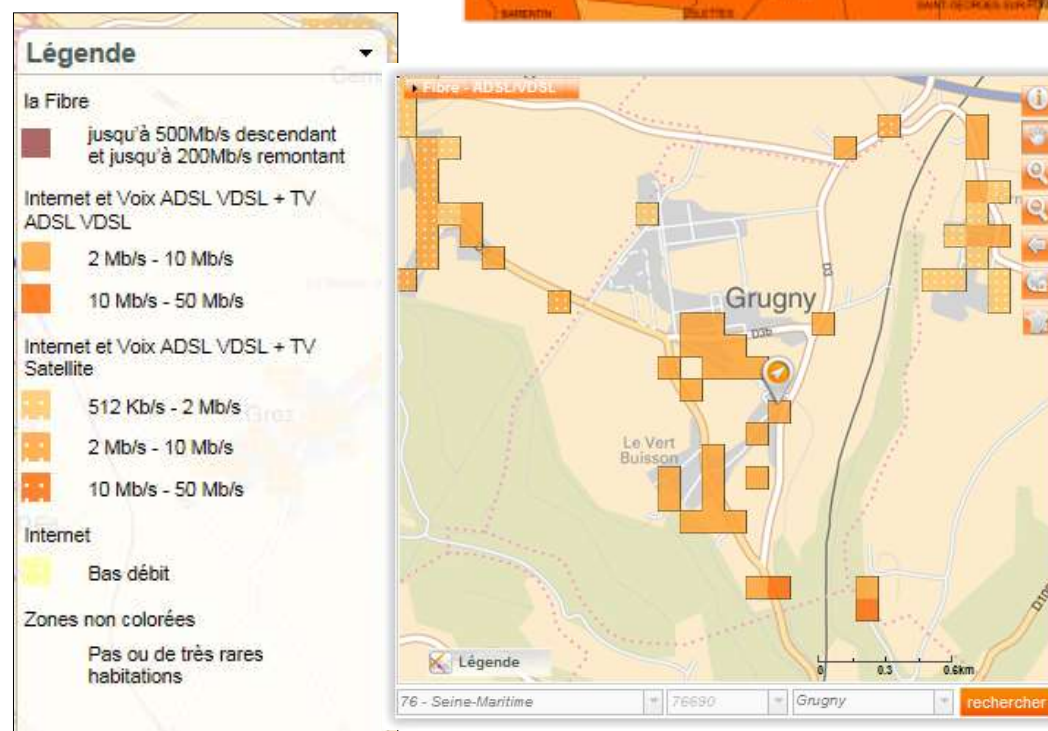 BARENTIN
Légende
la Fibre
jusqu'à 500Mb/s descendant
et jusqu'à 200Mb/s remontant
Internet et Voix ADSL VDSL + TV
ADSL VDSL
2 Mb/s - 10 Mb/s
10 Mb/s - 50 Mb/s
Internet et Voix ADSL VDSL + TV
Satellite
512 Kb/s - 2 Mb/s
2 Mb/s - 10 Mb/s
10 Mb/s - 50 Mb/s
Internet
Bas débit
Zones non colorées
Pas ou de très rares
habitations
Fibre - ADSL/VDSL
D3
Grugny
D3b
Le Vert
Buisson
Légende
0 0.3 0.6km
76 - Seine-Maritime 76690 Grugny rechercher